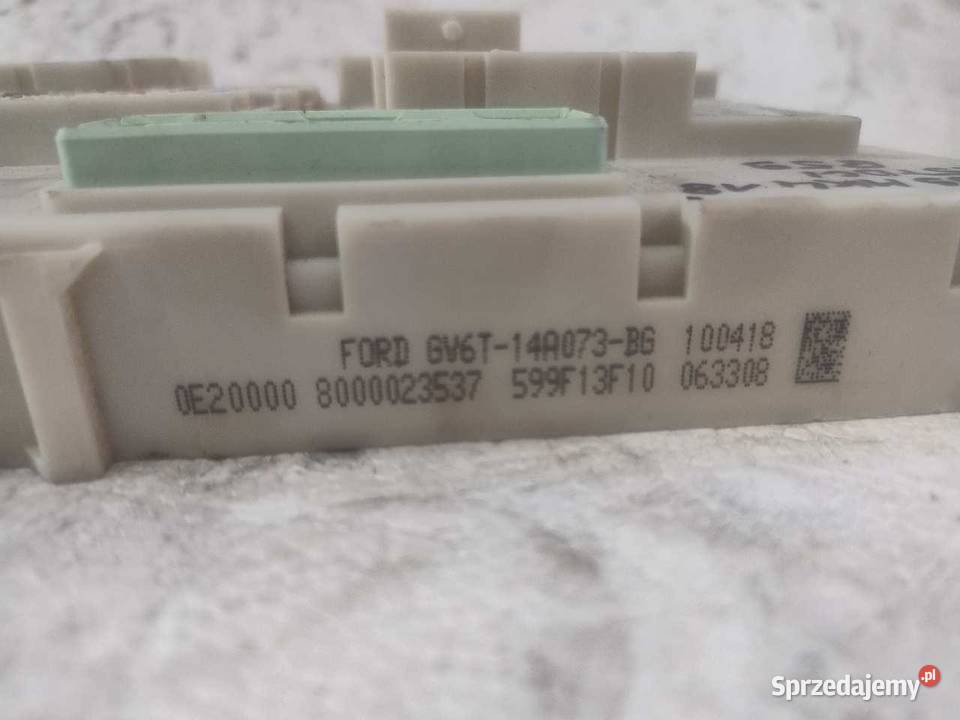 FORD GV6T-14A073-BG 100418
0E20000 8000023537 599F13F10 063308
Sprzedajemy.pl